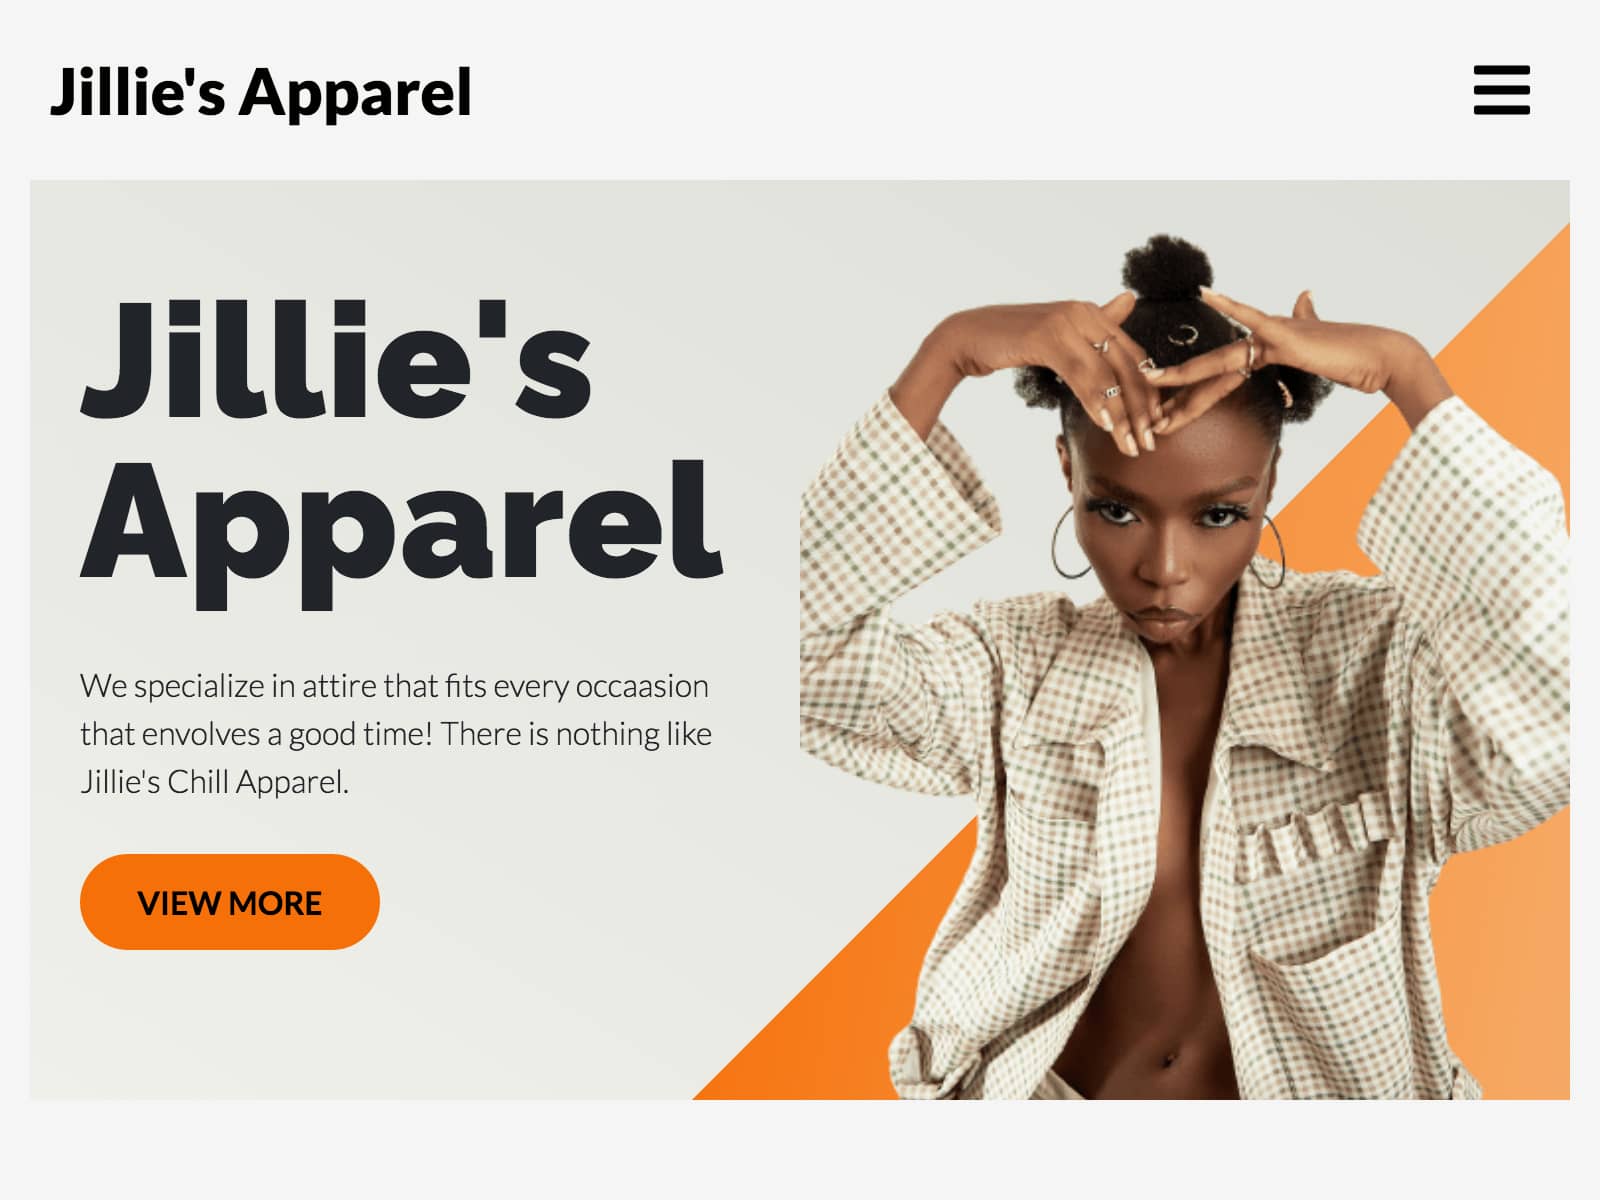 Jillie's Apparel
Jillie's
Apparel
We specialize in attire that fits every occaasion
that envolves a good time! There is nothing like
Jillie's Chill Apparel.
VIEW MORE